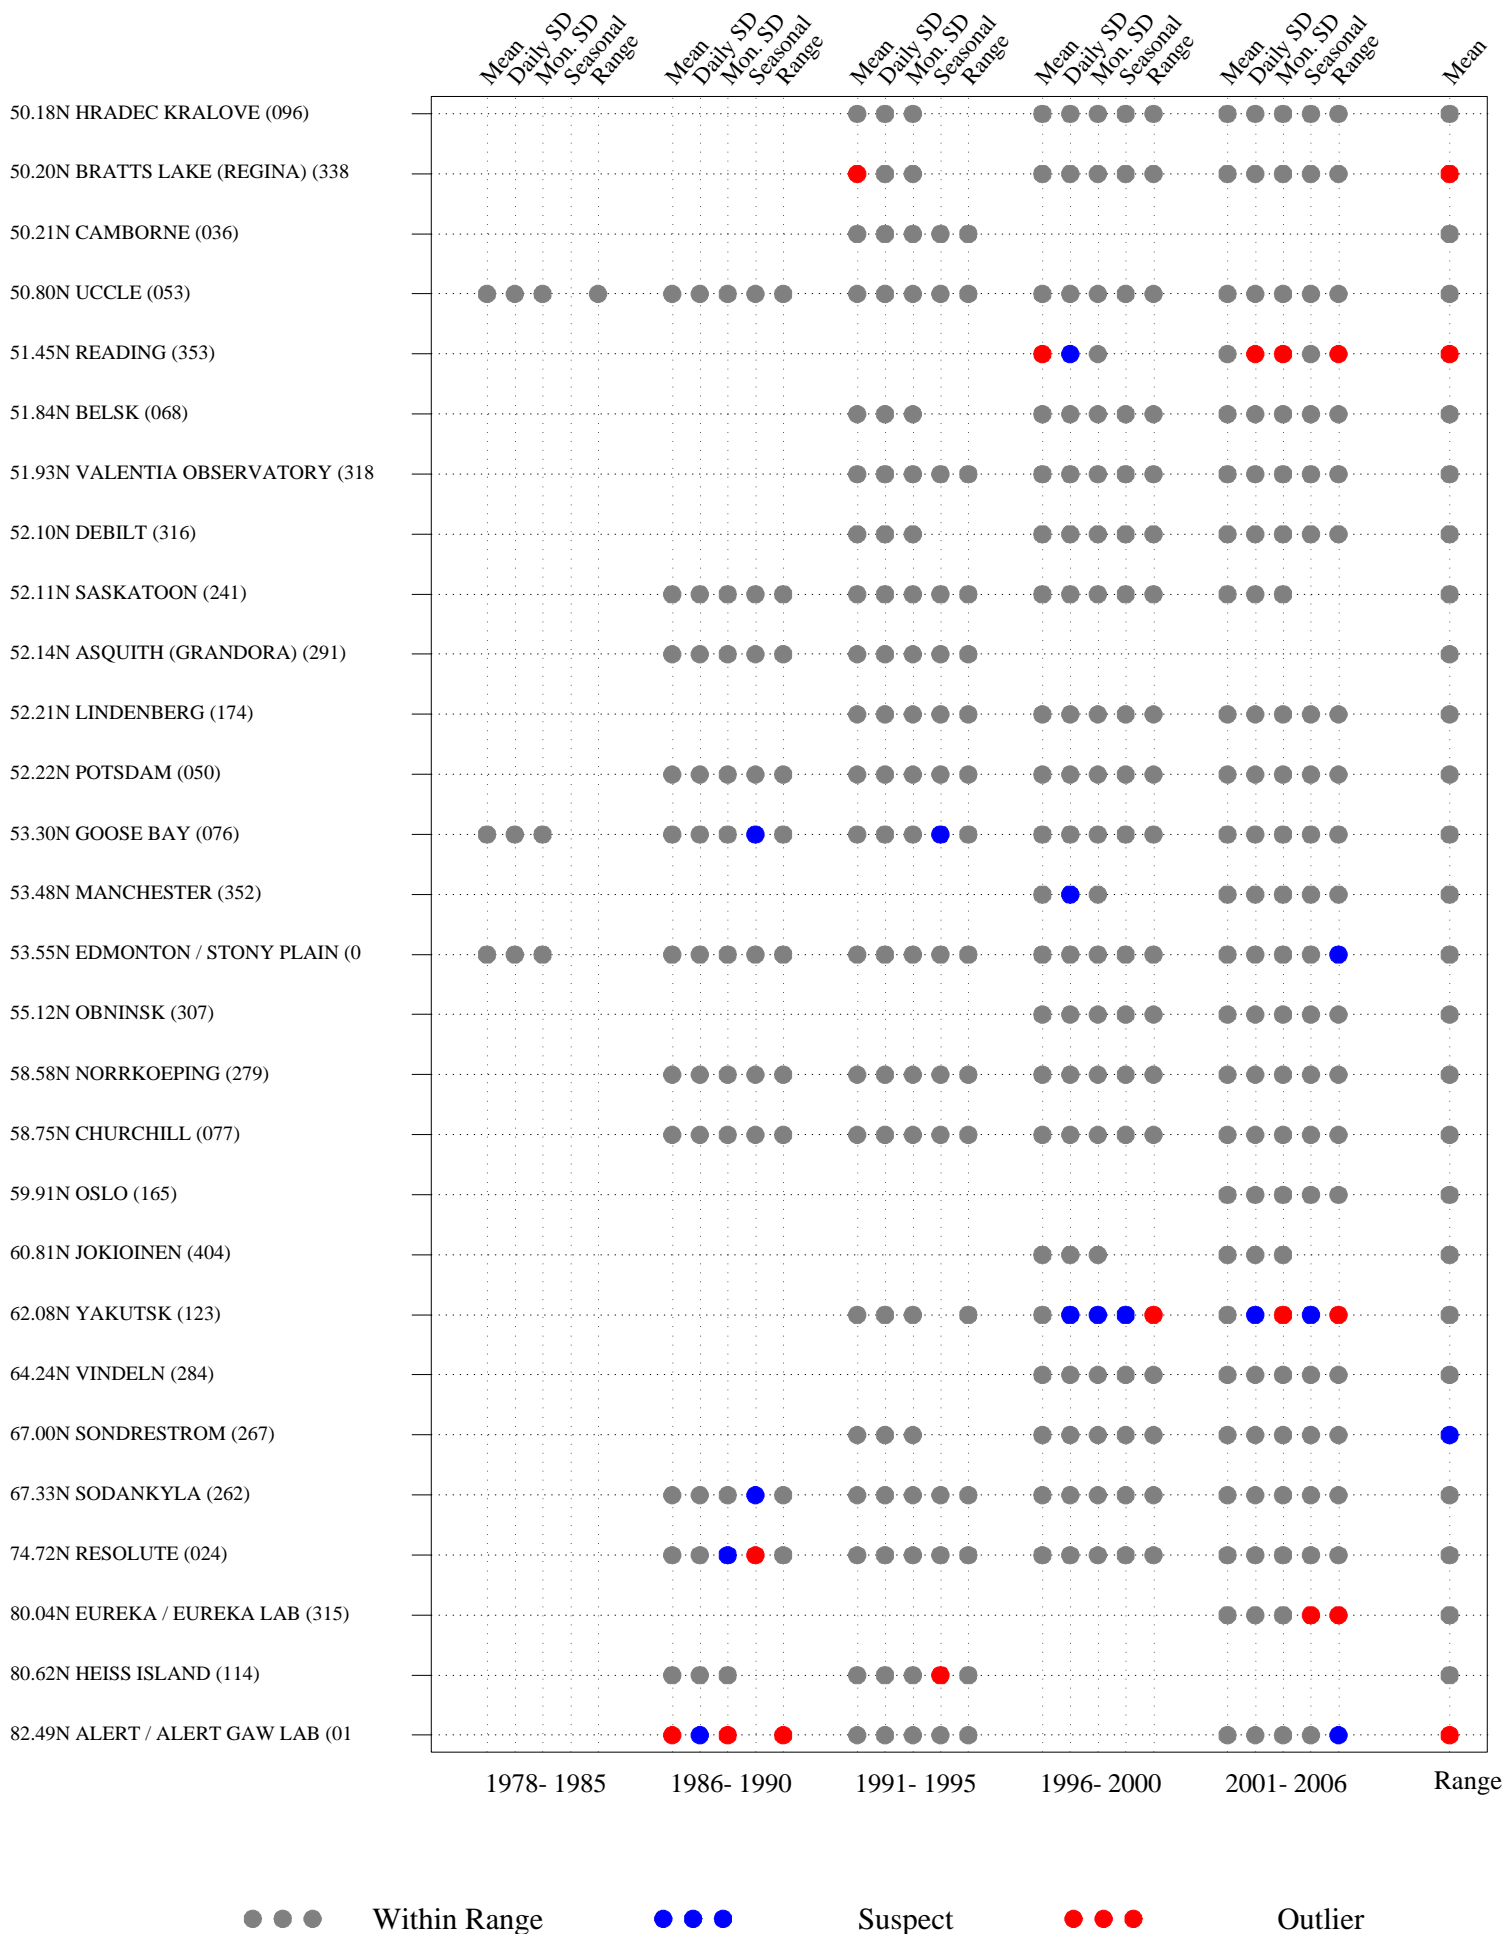 Mean Daily SD Mon. SD Seasonal Range Mean Daily SD Mon. SD Seasonal Range Mean Daily SD Mon. SD Seasonal Range Mean Daily SD Mon. SD Seasonal Range Mean Daily SD Mon. SD Seasonal Range Mean
50.18N HRADEC KRALOVE (096)
50.20N BRATTS LAKE (REGINA) (338
50.21N CAMBORNE (036)
50.80N UCCLE (053)
51.45N READING (353)
51.84N BELSK (068)
51.93N VALENTIA OBSERVATORY (318
52.10N DEBILT (316)
52.11N SASKATOON (241)
52.14N ASQUITH (GRANDORA) (291)
52.21N LINDENBERG (174)
52.22N POTSDAM (050)
53.30N GOOSE BAY (076)
53.48N MANCHESTER (352)
53.55N EDMONTON / STONY PLAIN (0
55.12N OBNINSK (307)
58.58N NORRKOEPING (279)
58.75N CHURCHILL (077)
59.91N OSLO (165)
60.81N JOKIOINEN (404)
62.08N YAKUTSK (123)
64.24N VINDELN (284)
67.00N SONDRESTROM (267)
67.33N SODANKYLA (262)
74.72N RESOLUTE (024)
80.04N EUREKA / EUREKA LAB (315)
80.62N HEISS ISLAND (114)
82.49N ALERT / ALERT GAW LAB (01
1978- 1985 1986- 1990 1991- 1995 1996- 2000 2001- 2006 Range
Within Range Suspect Outlier